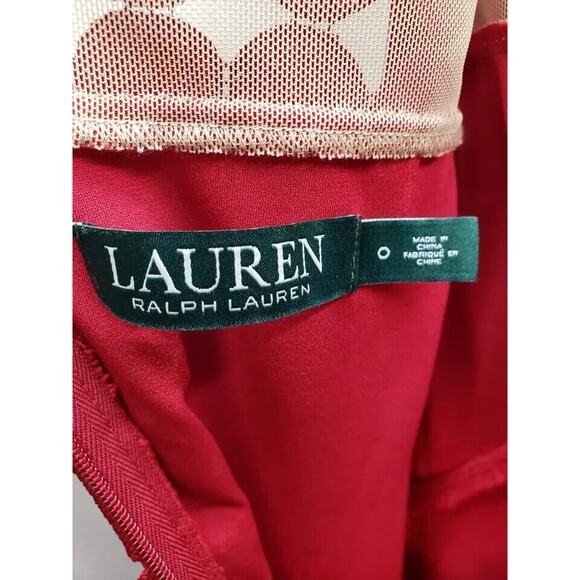 LAUREN
RALPH LAUREN
0
MADE IN
CHINA
FABRIQUÉ EN
CHINE